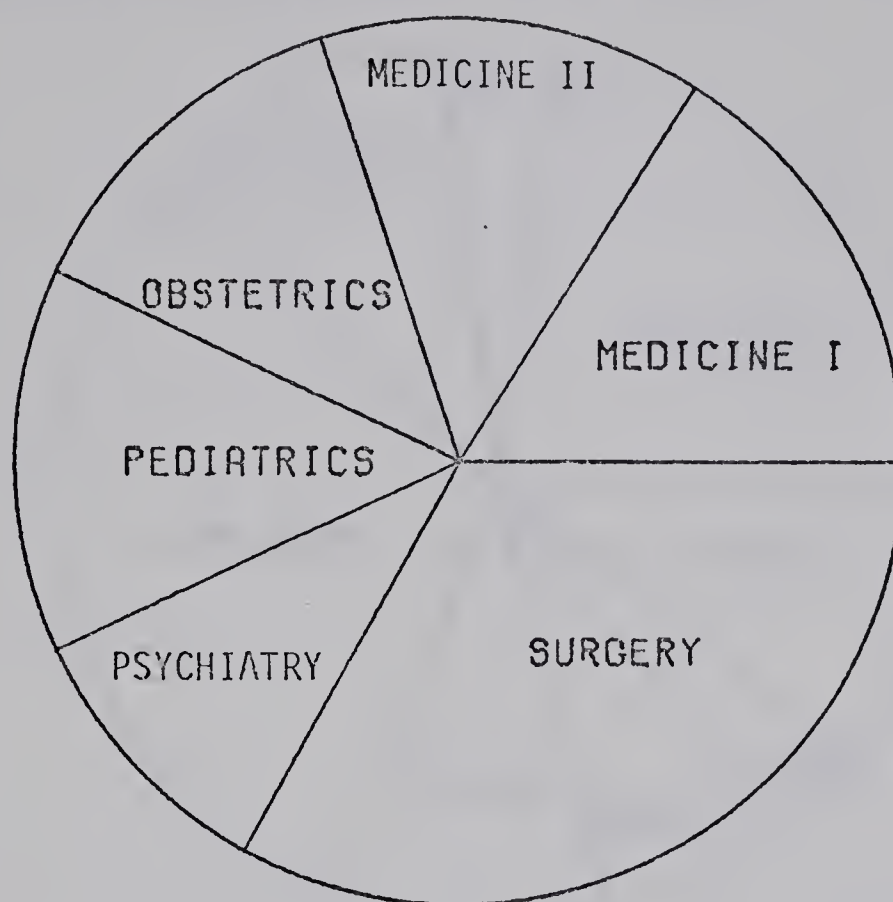 MEDICINE II
OBSTETRICS
MEDICINE I
PEDIATRICS
PSYCHIATRY
SURGERY